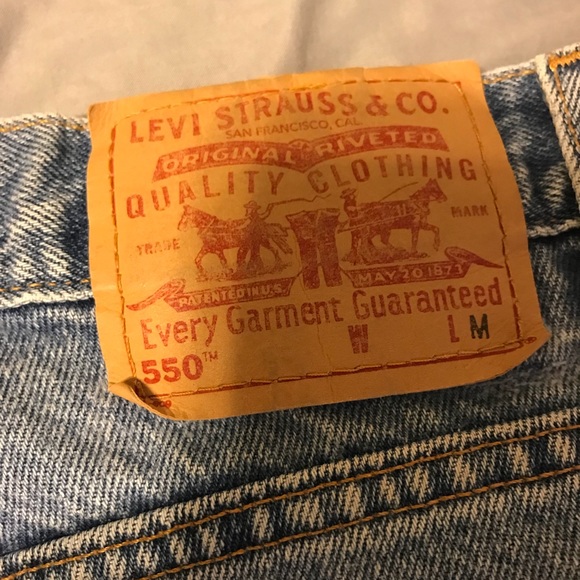 LEVI STRAUSS & CO.
SAN FRANCISCO, CAL.
ORIGINAL RIVETED
QUALITY CLOTHING
TRADE MARK
PATENTED IN U.S. MAY 20 1873
Every Garment Guaranteed
W L M
550™